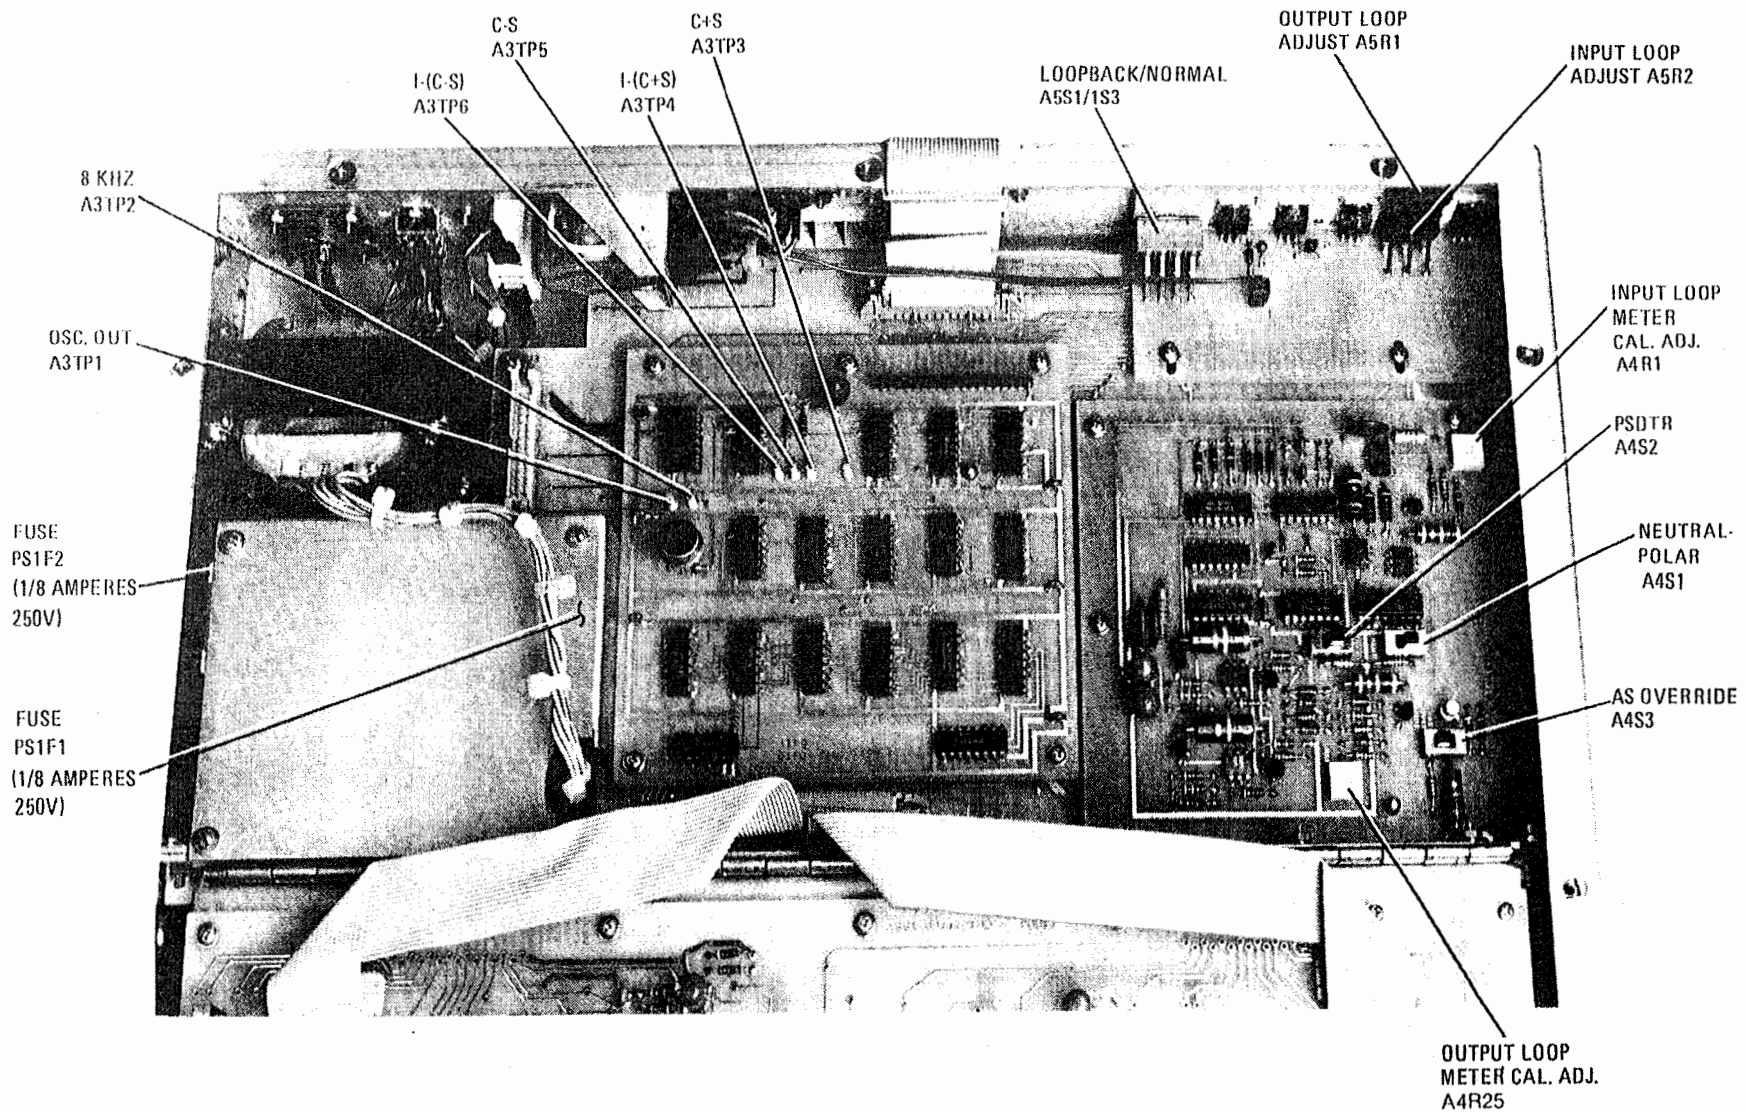 C-S
A3TP5
C+S
A3TP3
OUTPUT LOOP
ADJUST A5R1
INPUT LOOP
ADJUST A5R2
I-(C-S)
A3TP6
I-(C+S)
A3TP4
LOOPBACK/NORMAL
A5S1/1S3
8 KHZ
A3TP2
INPUT LOOP
METER
CAL. ADJ.
A4R1
OSC. OUT
A3TP1
PSDTR
A4S2
FUSE
PS1F2
(1/8 AMPERES
250V)
NEUTRAL-
POLAR
A4S1
FUSE
PS1F1
(1/8 AMPERES
250V)
AS OVERRIDE
A4S3
OUTPUT LOOP
METER CAL. ADJ.
A4R25